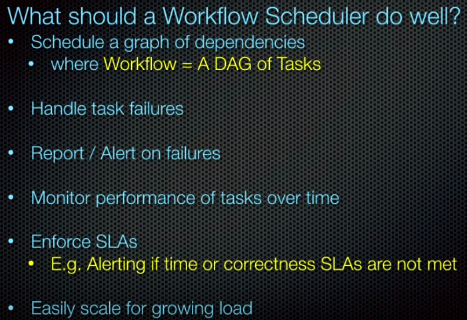 What should a Workflow Scheduler do well?
• Schedule a graph of dependencies
• where Workflow = A DAG of Tasks
• Handle task failures
• Report / Alert on failures
• Monitor performance of tasks over time
• Enforce SLAs
• E.g. Alerting if time or correctness SLAs are not met
• Easily scale for growing load